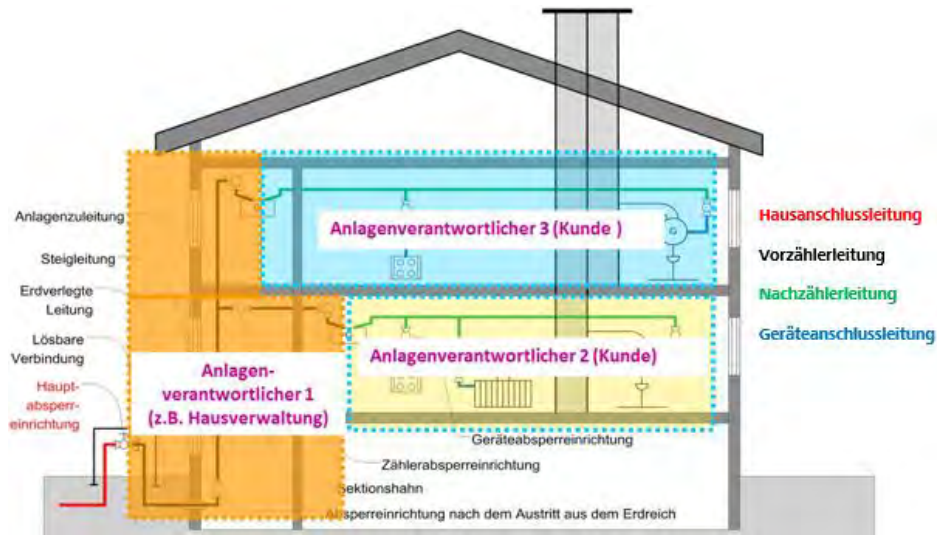 Anlagenzuleitung
Steigleitung
Erdverlegte
Leitung
Lösbare
Verbindung
Haupt-
absperr-
einrichtung
Anlagenverantwortlicher 3 (Kunde )
Anlagenverantwortlicher 2 (Kunde)
Anlagen-
verantwortlicher 1
(z.B. Hausverwaltung)
Geräteabsperreinrichtung
Zählerabsperreinrichtung
Sektionshahn
Absperreinrichtung nach dem Austritt aus dem Erdreich
Hausanschlussleitung
Vorzählerleitung
Nachzählerleitung
Geräteanschlussleitung